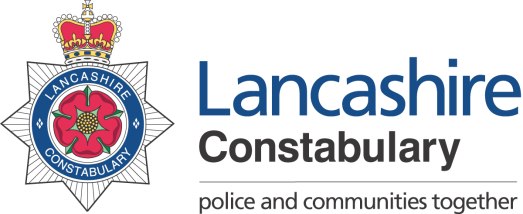 LANCASHIRE
CONSTABULARY
Lancashire
Constabulary
police and communities together